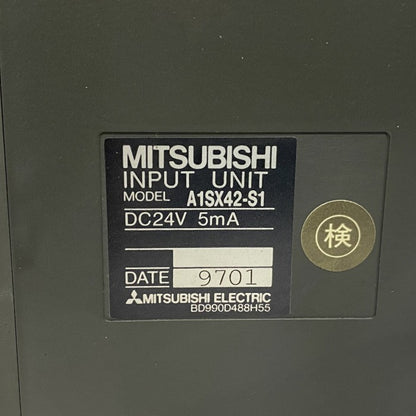 MITSUBISHI
INPUT UNIT
MODEL A1SX42-S1
DC24V 5mA
DATE 9701
MITSUBISHI ELECTRIC
BD990D488H55
検